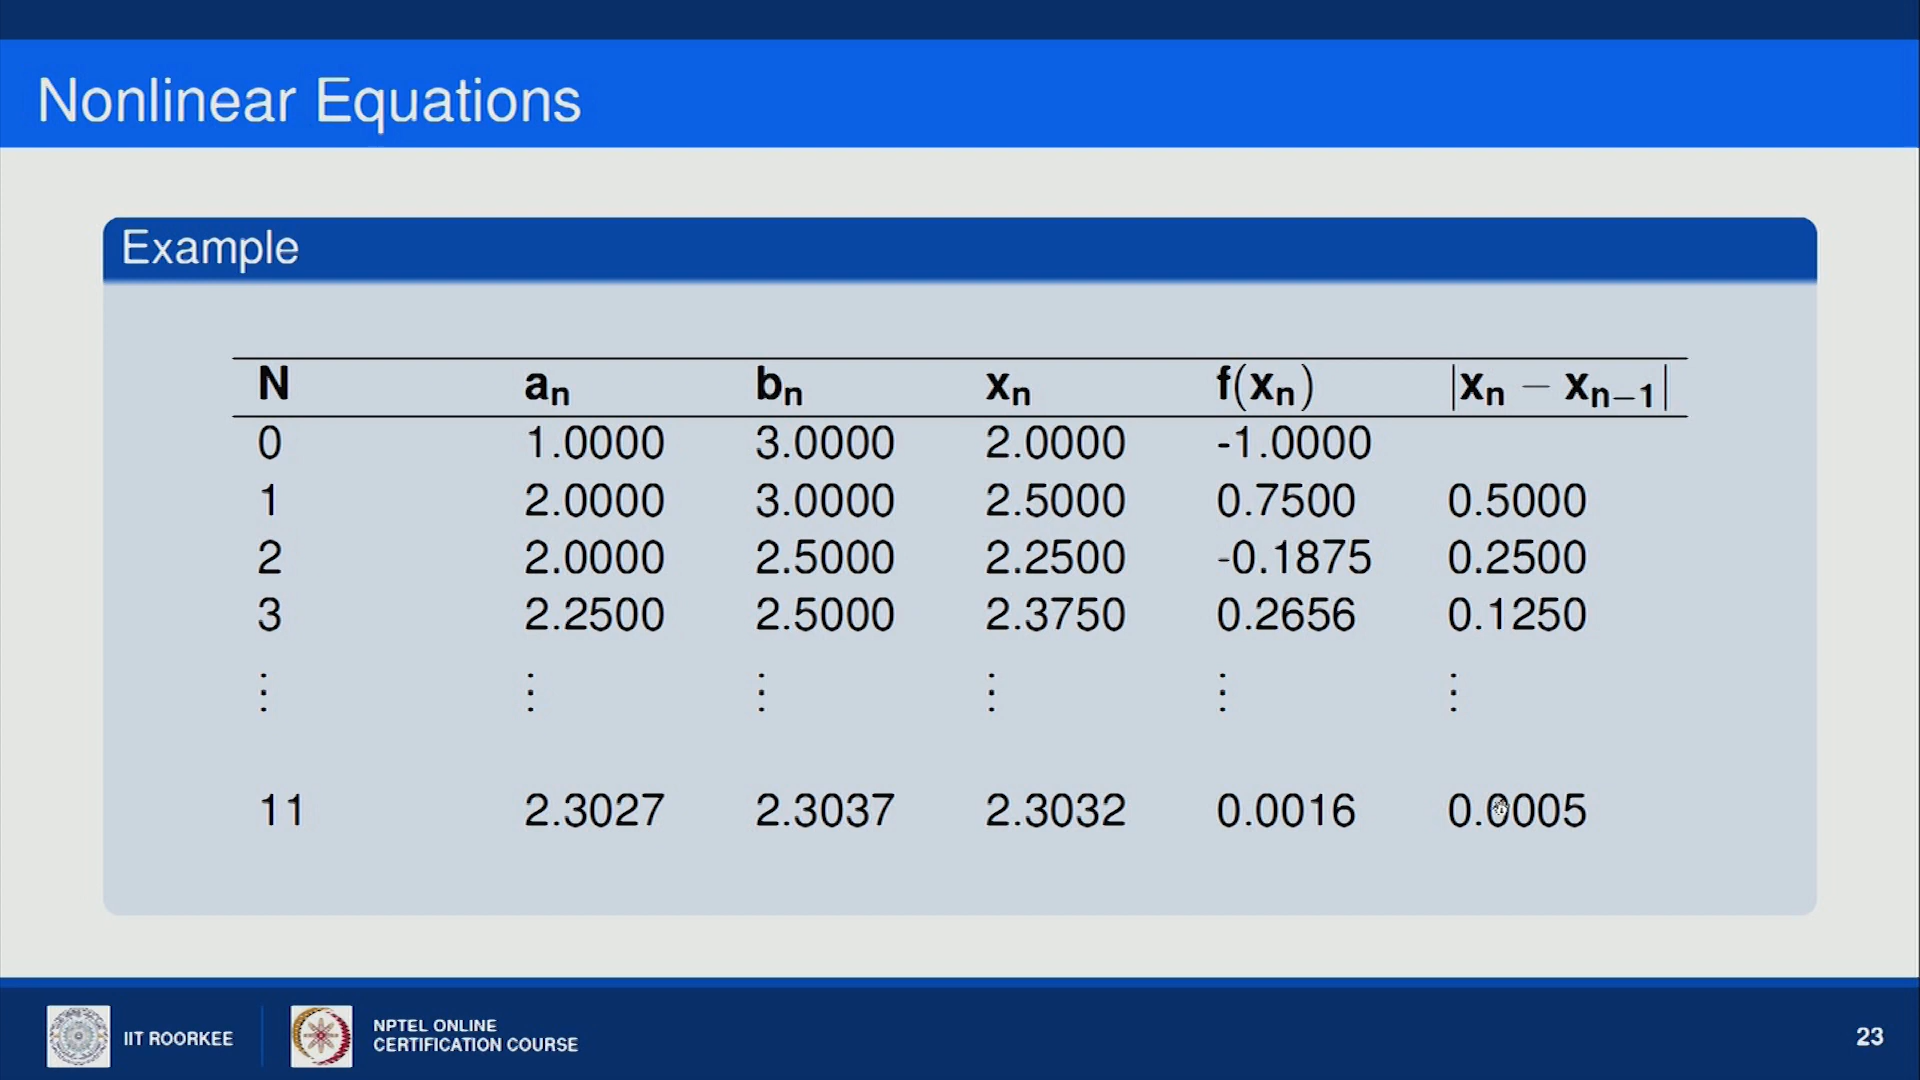 Nonlinear Equations
Example
N an bn xn f(xn) |xn − xn−1|
0 1.0000 3.0000 2.0000 -1.0000
1 2.0000 3.0000 2.5000 0.7500 0.5000
2 2.0000 2.5000 2.2500 -0.1875 0.2500
3 2.2500 2.5000 2.3750 0.2656 0.1250
⋮ ⋮ ⋮ ⋮ ⋮ ⋮
11 2.3027 2.3037 2.3032 0.0016 0.0005
IIT ROORKEE
NPTEL ONLINE
CERTIFICATION COURSE
23